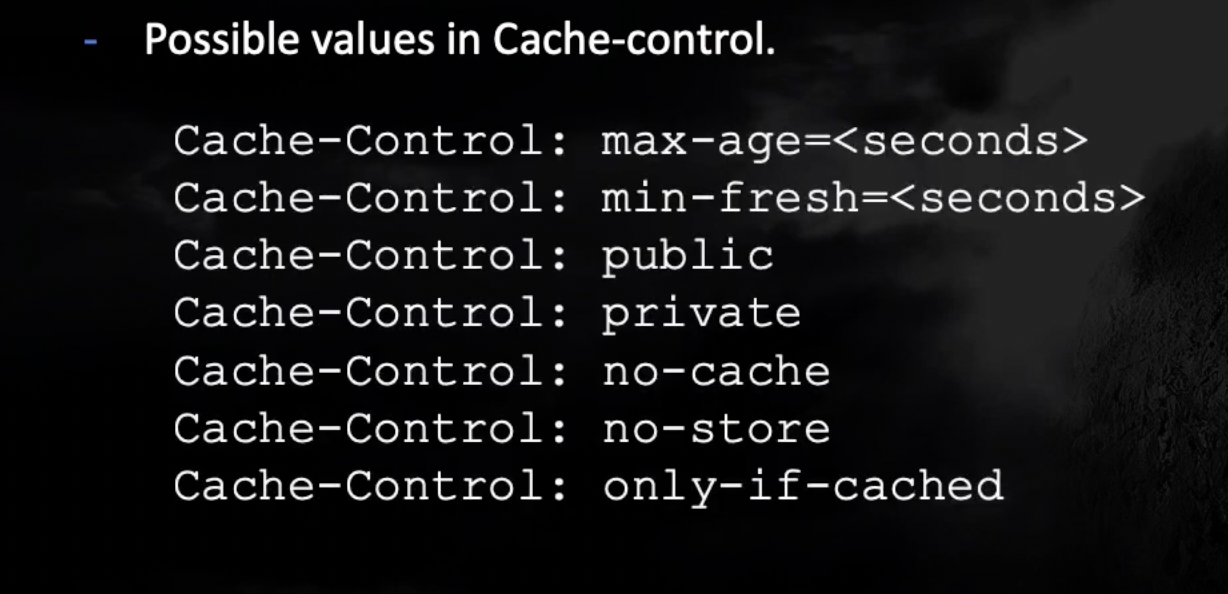 - Possible values in Cache-control.
Cache-Control: max-age=<seconds>
Cache-Control: min-fresh=<seconds>
Cache-Control: public
Cache-Control: private
Cache-Control: no-cache
Cache-Control: no-store
Cache-Control: only-if-cached